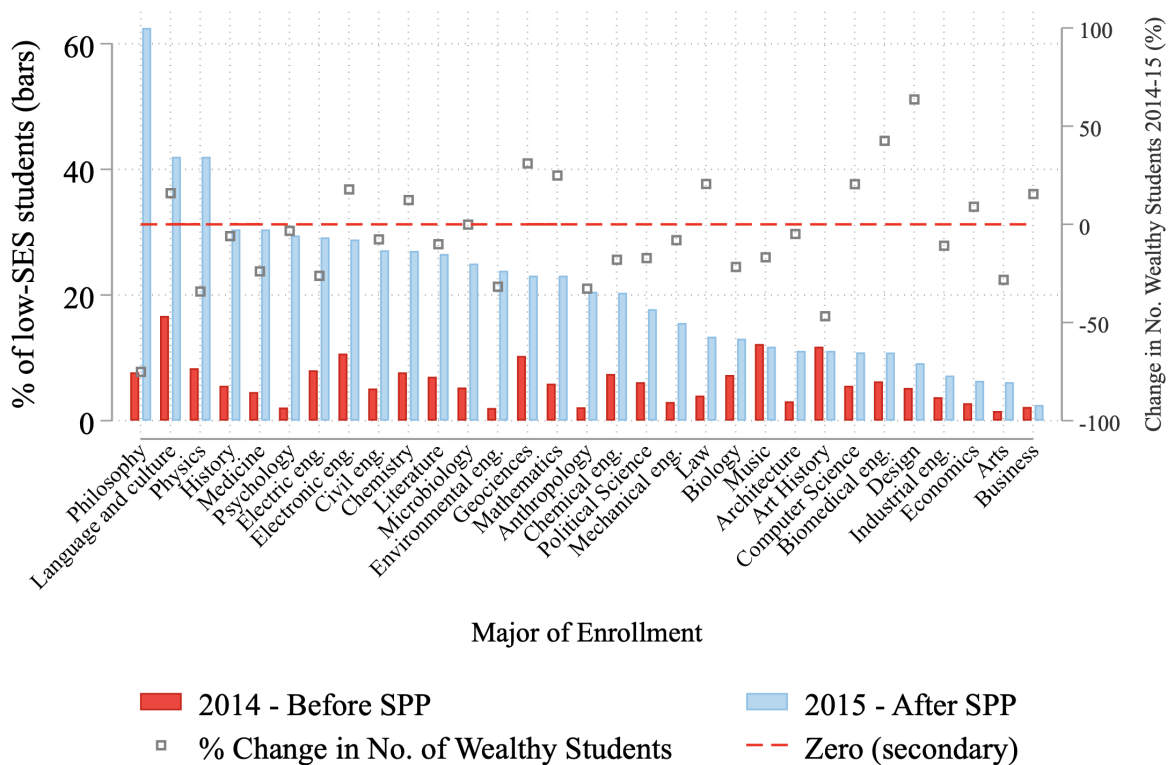 % of low-SES students (bars)
60
40
20
0
Change in No. Wealthy Students 2014-15 (%)
100
50
0
-50
-100
Philosophy
Language and culture
Physics
History
Medicine
Psychology
Electric eng.
Electronic eng.
Civil eng.
Chemistry
Literature
Microbiology
Environmental eng.
Geociences
Mathematics
Anthropology
Chemical eng.
Political Science
Mechanical eng.
Law
Biology
Music
Architecture
Art History
Computer Science
Biomedical eng.
Design
Industrial eng.
Economics
Arts
Business
Major of Enrollment
2014 - Before SPP
2015 - After SPP
% Change in No. of Wealthy Students
Zero (secondary)